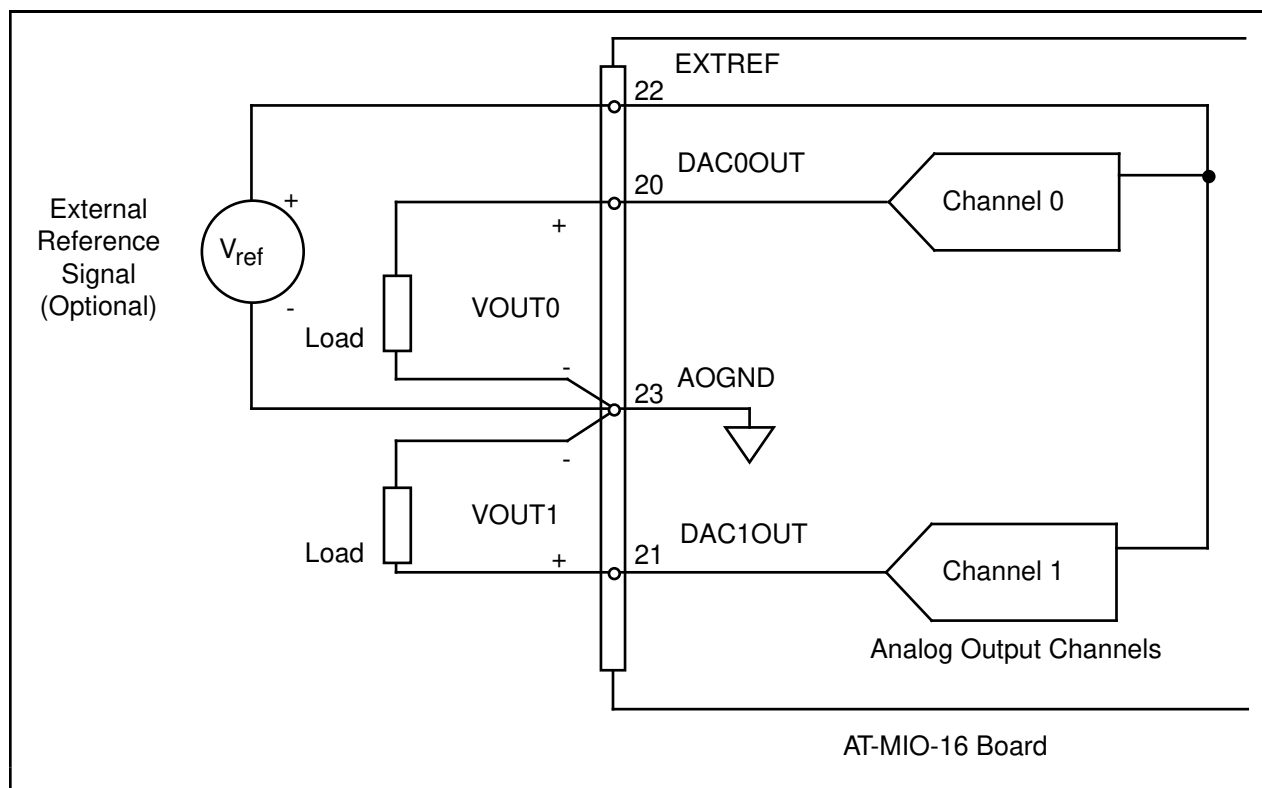 EXTREF
22
DAC0OUT
20
Channel 0
+
External
Reference
Signal
(Optional)
Vref
+
-
VOUT0
Load
-
AOGND
23
-
VOUT1
DAC1OUT
Load
+
21
Channel 1
Analog Output Channels
AT-MIO-16 Board